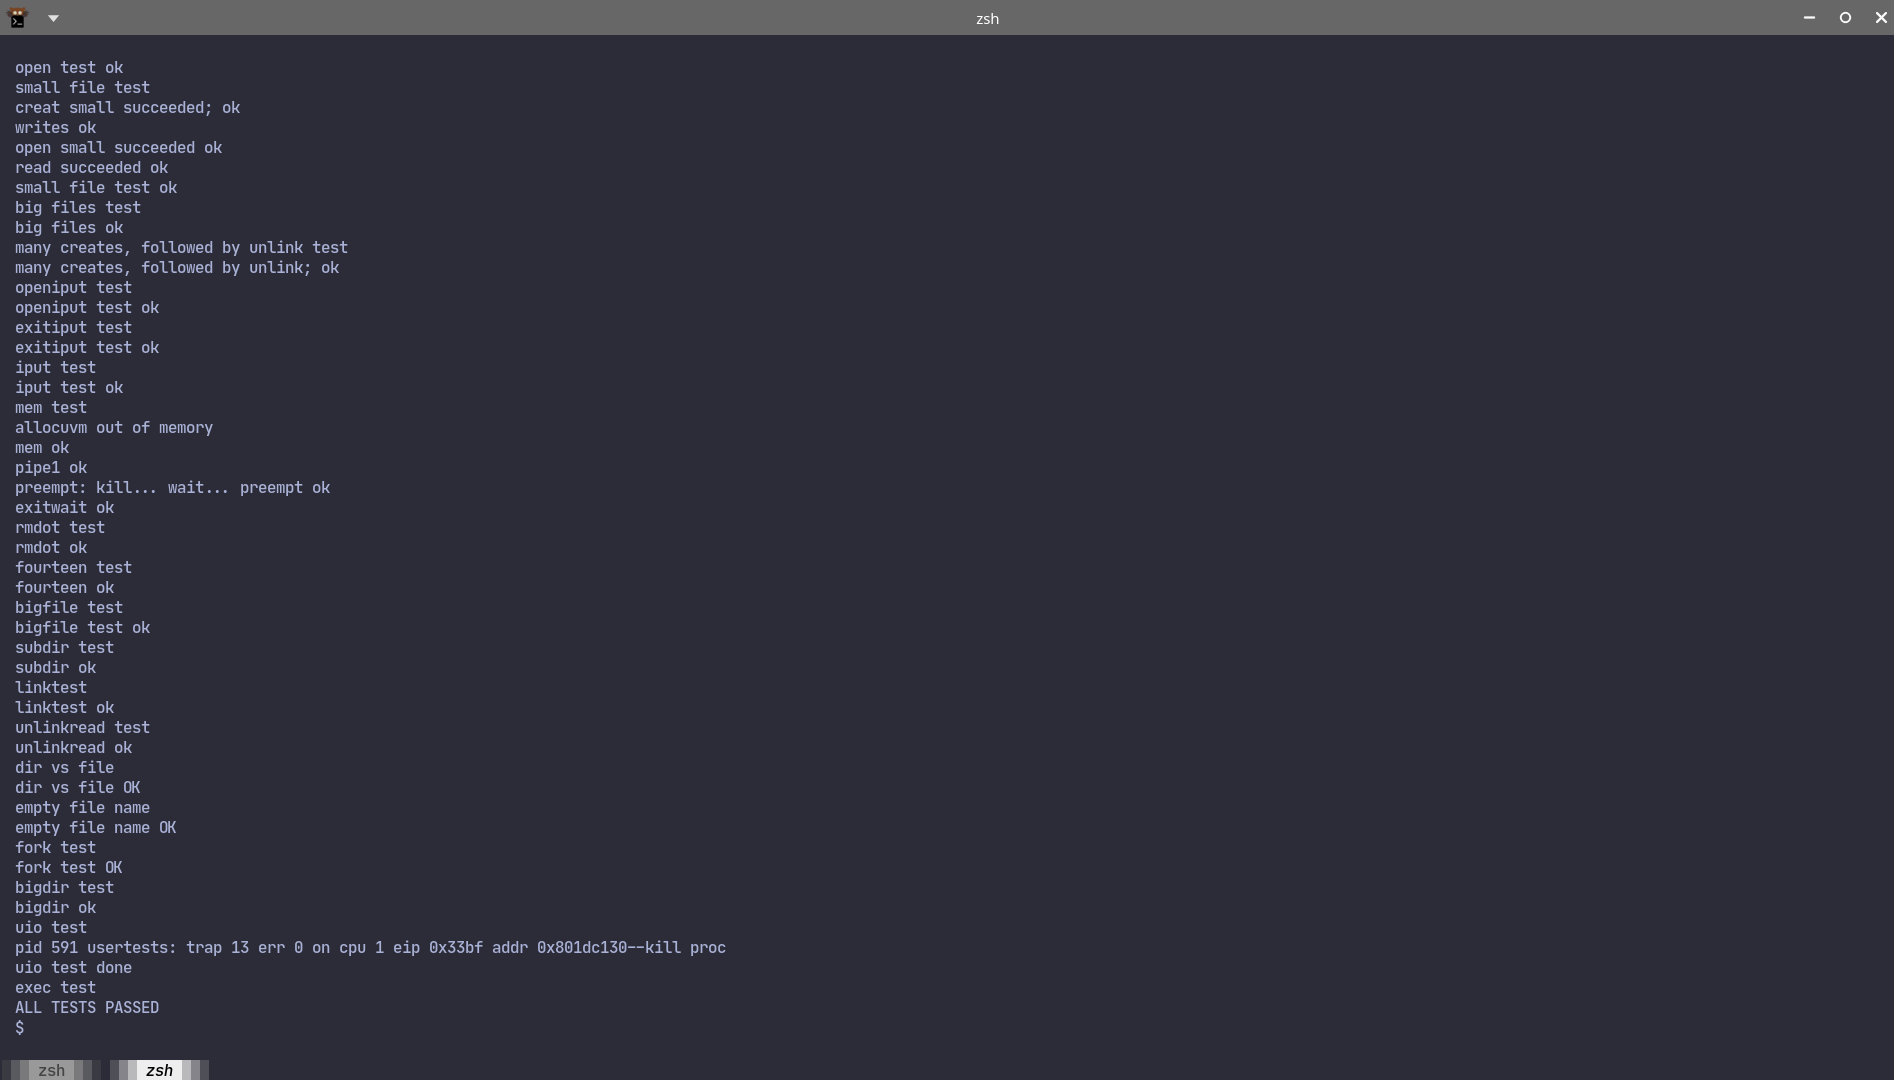 zsh
open test ok
small file test
creat small succeeded; ok
writes ok
open small succeeded ok
read succeeded ok
small file test ok
big files test
big files ok
many creates, followed by unlink test
many creates, followed by unlink; ok
openiput test
openiput test ok
exitiput test
exitiput test ok
iput test
iput test ok
mem test
allocuvm out of memory
mem ok
pipe1 ok
preempt: kill... wait... preempt ok
exitwait ok
rmdot test
rmdot ok
fourteen test
fourteen ok
bigfile test
bigfile test ok
subdir test
subdir ok
linktest
linktest ok
unlinkread test
unlinkread ok
dir vs file
dir vs file OK
empty file name
empty file name OK
fork test
fork test OK
bigdir test
bigdir ok
uio test
pid 591 usertests: trap 13 err 0 on cpu 1 eip 0x33bf addr 0x801dc130--kill proc
uio test done
exec test
ALL TESTS PASSED
$
zsh zsh